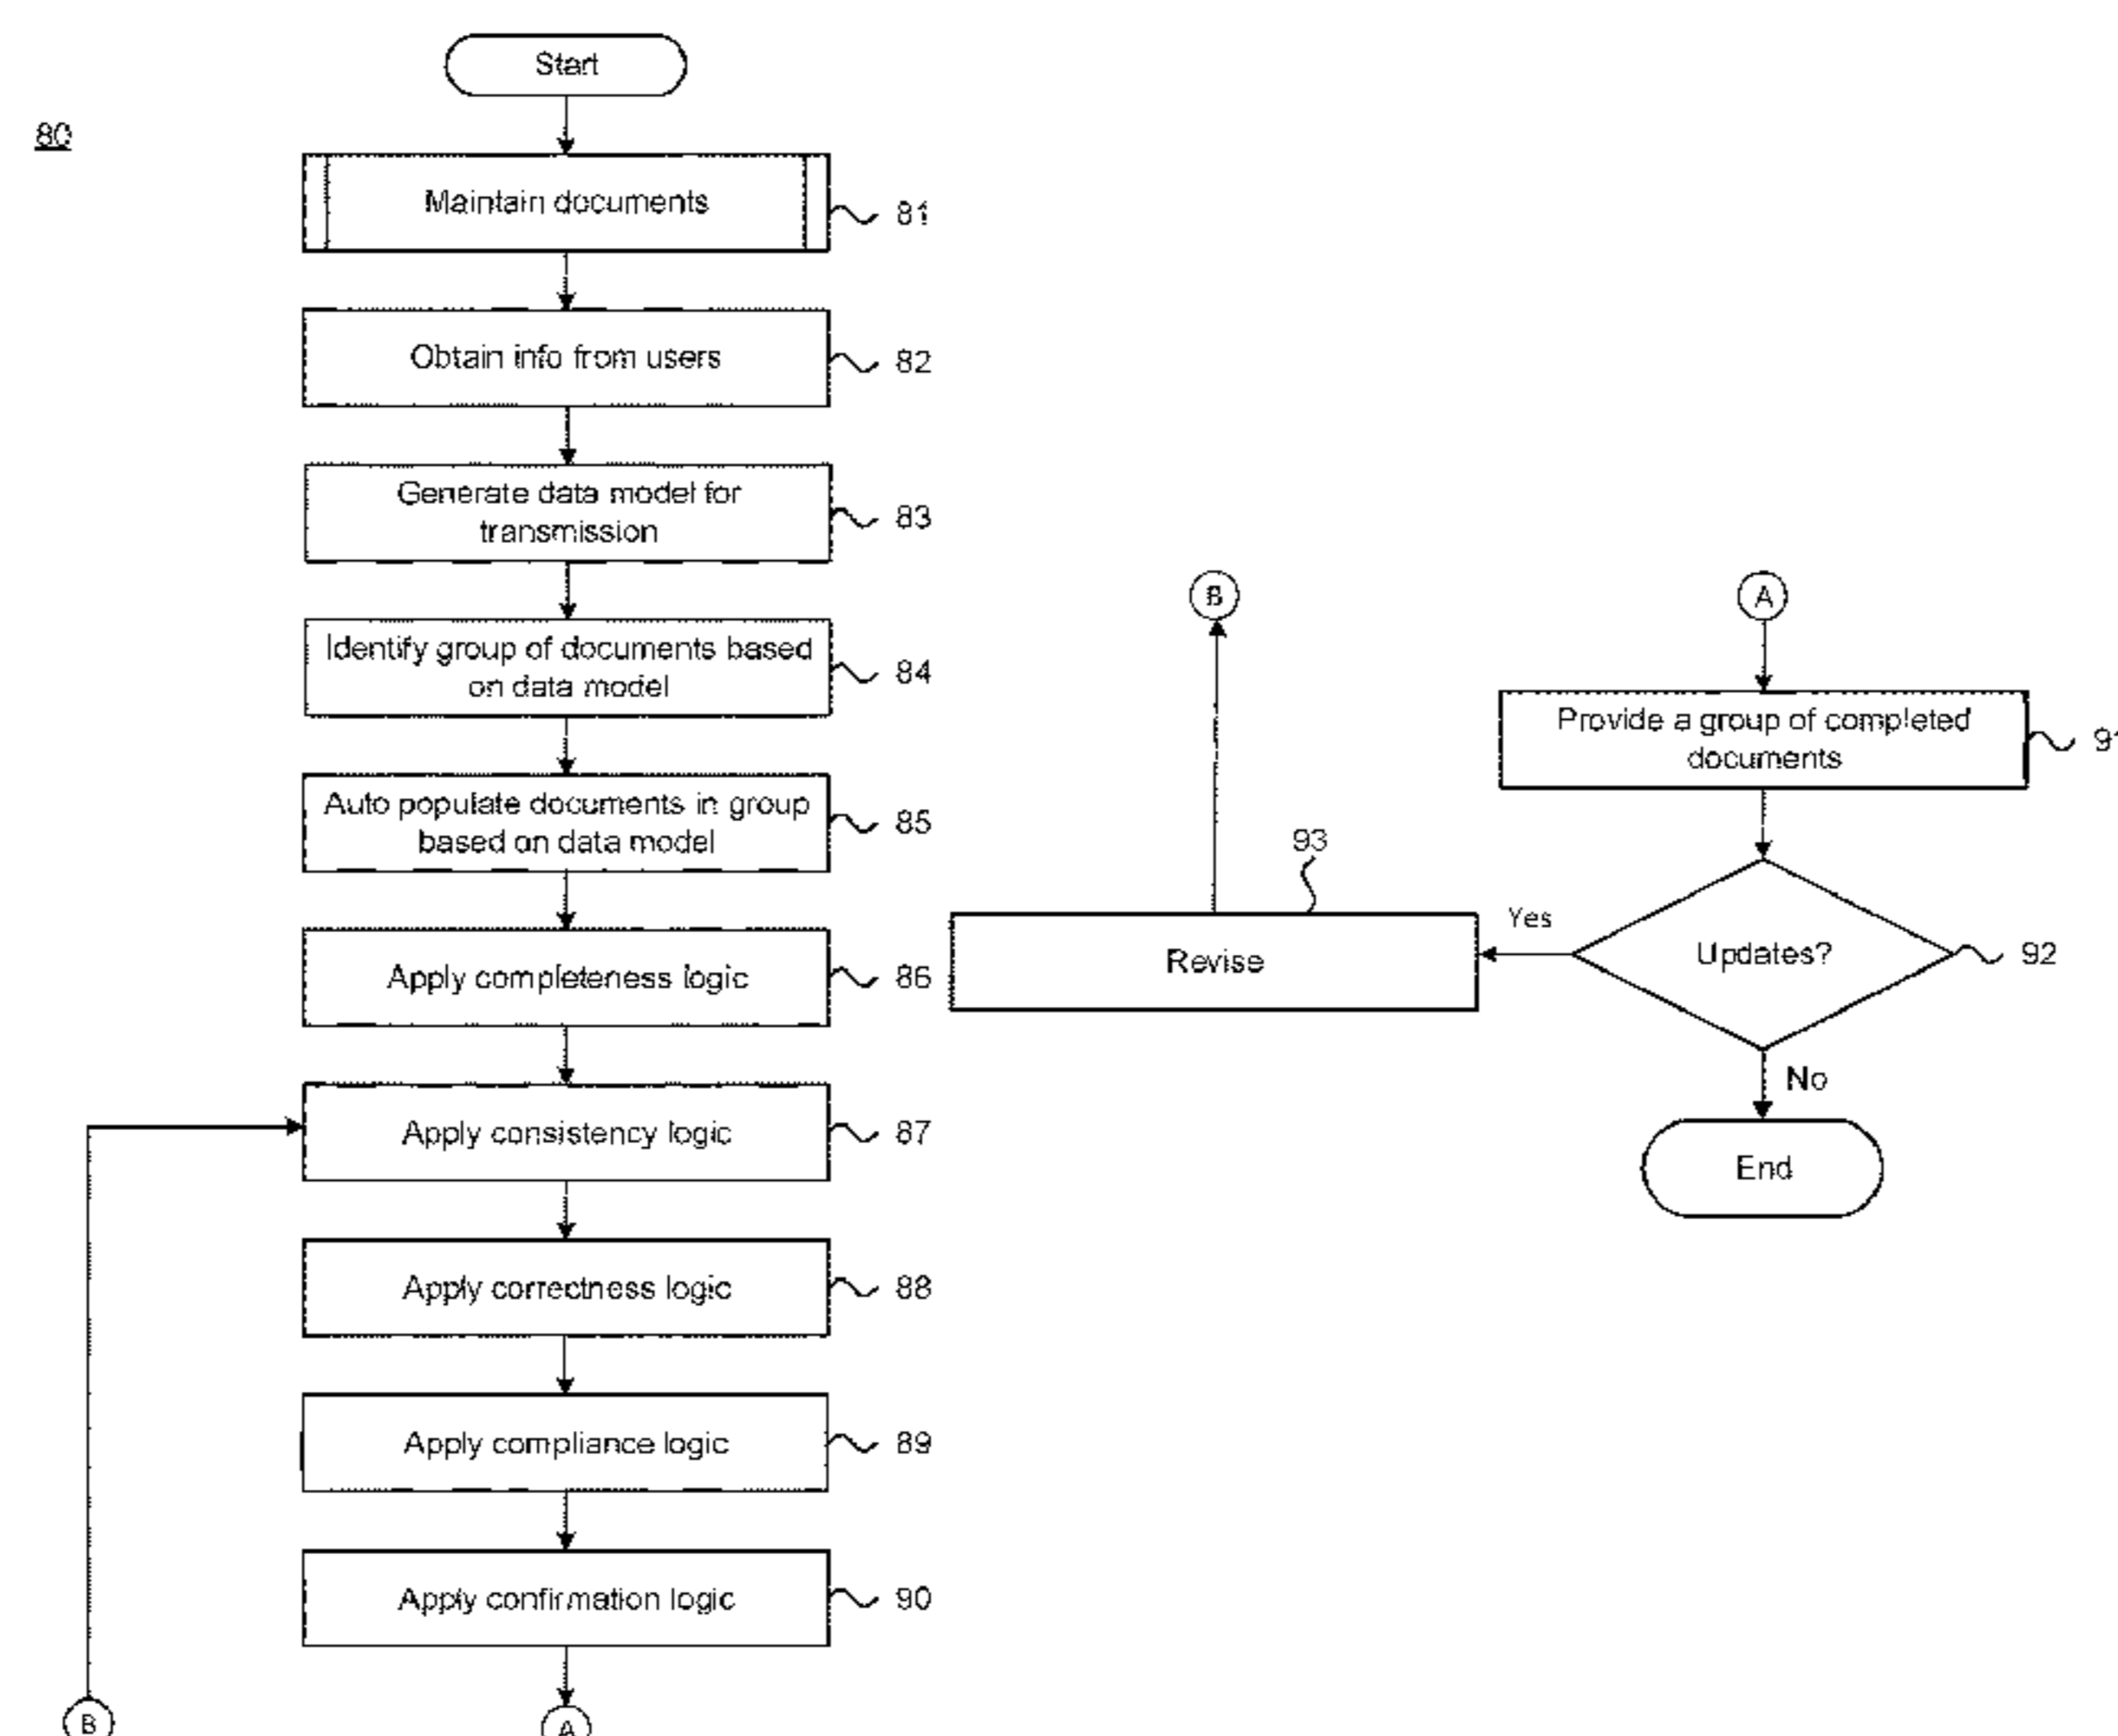 Start
80
Maintain documents
81
Obtain info from users
82
Generate data model for
transmission
83
Identify group of documents based
on data model
84
Auto populate documents in group
based on data model
85
Apply completeness logic
86
Apply consistency logic
87
Apply correctness logic
88
Apply compliance logic
89
Apply confirmation logic
90
B
A
B
A
Provide a group of completed
documents
91
93
Yes
Revise
Updates?
92
No
End